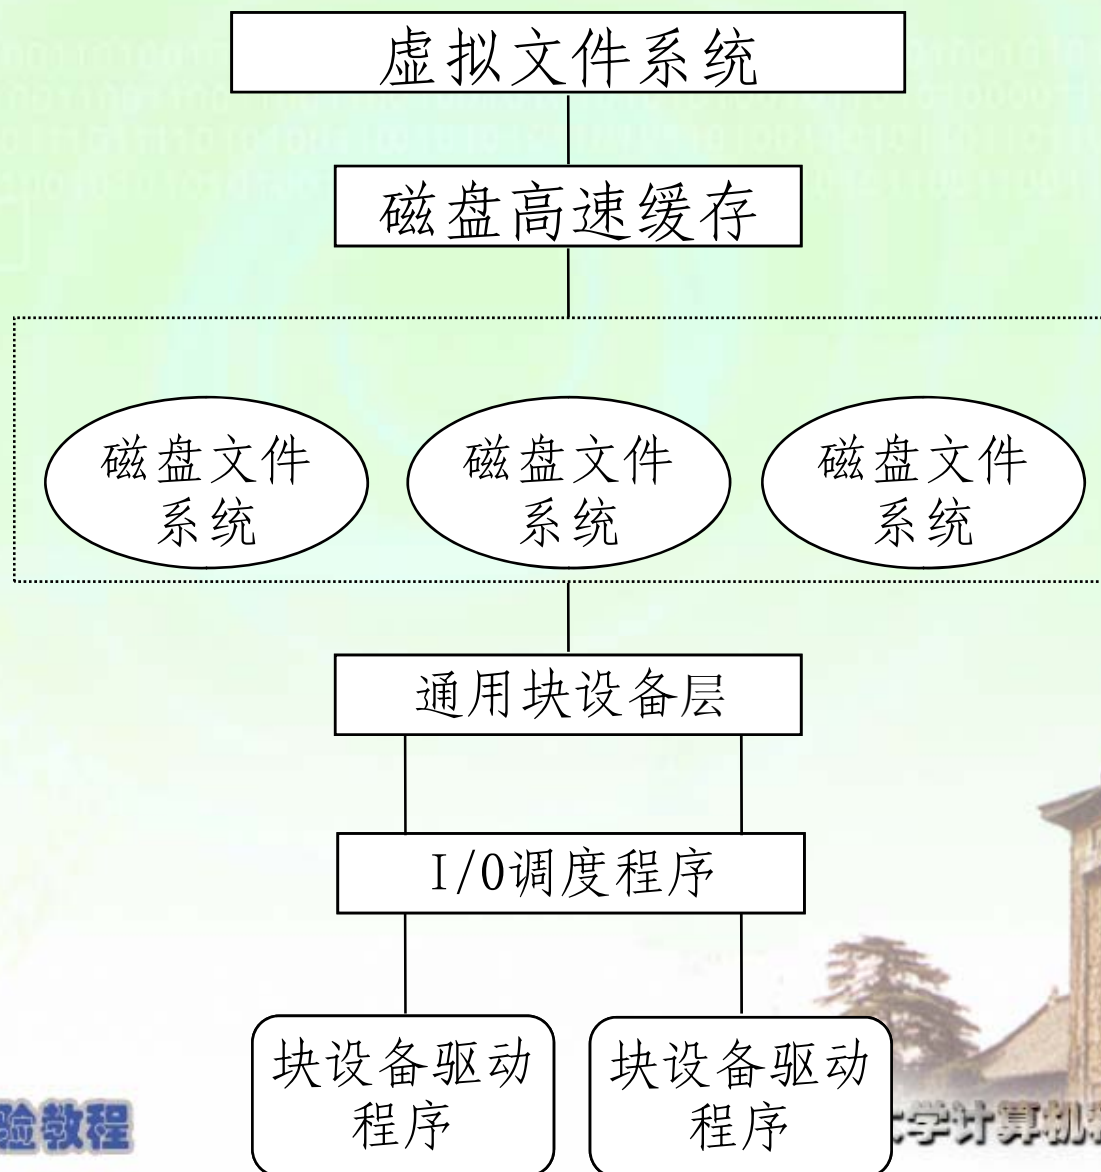 虚拟文件系统
磁盘高速缓存
磁盘文件
系统
磁盘文件
系统
磁盘文件
系统
通用块设备层
I/O调度程序
块设备驱动
程序
块设备驱动
程序
验教程
学计算机